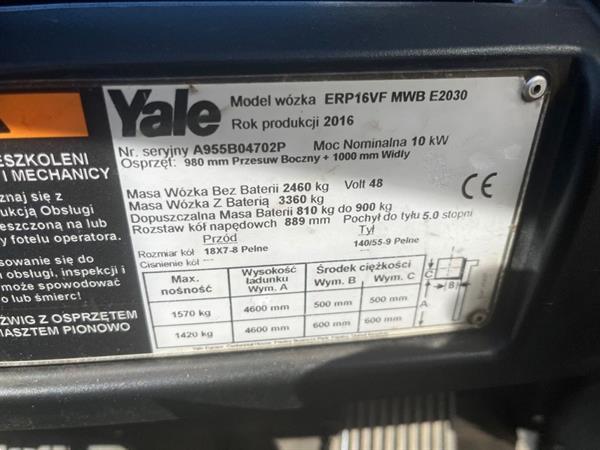 Yale
Model wózka ERP16VF MWB E2030
Rok produkcji 2016
Nr. seryjny A955B04702P Moc Nominalna 10 kW
Osprzęt: 980 mm Przesuw Boczny + 1000 mm Widły
Masa Wózka Bez Baterii 2460 kg Volt 48
Masa Wózka Z Baterią 3360 kg
Dopuszczalna Masa Baterii 810 kg do 900 kg
Rozstaw kół napędowych 889 mm Pochył do tyłu 5.0 stopni
Przód Tył
Rozmiar kół 18X7-8 Pełne 140/55-9 Pełne
Ciśnienie kół --- ---
CE
Max. nośność
Wysokość ładunku Wym. A
Środek ciężkości
Wym. B Wym. C
1570 kg 4600 mm 500 mm 500 mm
1420 kg 4600 mm 600 mm 600 mm
C
B
A
ESZKOLENI
I MECHANICY
znaj się z
ukcją Obsługi
eszczoną na lub
y fotelu operatora.
osowanie się do
i obsługi, inspekcji i
może spowodować
o lub śmierć!
ŹWIG Z OSPRZĘTEM
MASZTEM PIONOWO